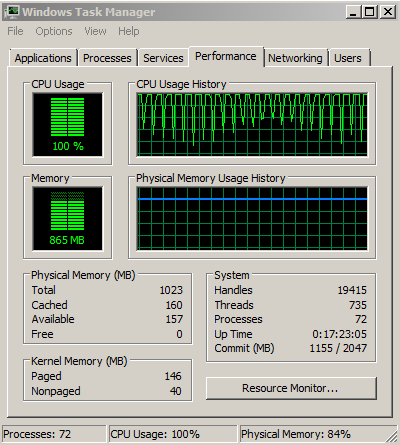 Windows Task Manager
File Options View Help
Applications Processes Services Performance Networking Users
CPU Usage CPU Usage History
100 %
Memory Physical Memory Usage History
865 MB
Physical Memory (MB)
Total 1023
Cached 160
Available 157
Free 0
System
Handles 19415
Threads 735
Processes 72
Up Time 0:17:23:05
Commit (MB) 1155 / 2047
Kernel Memory (MB)
Paged 146
Nonpaged 40
Resource Monitor...
Processes: 72 CPU Usage: 100% Physical Memory: 84%